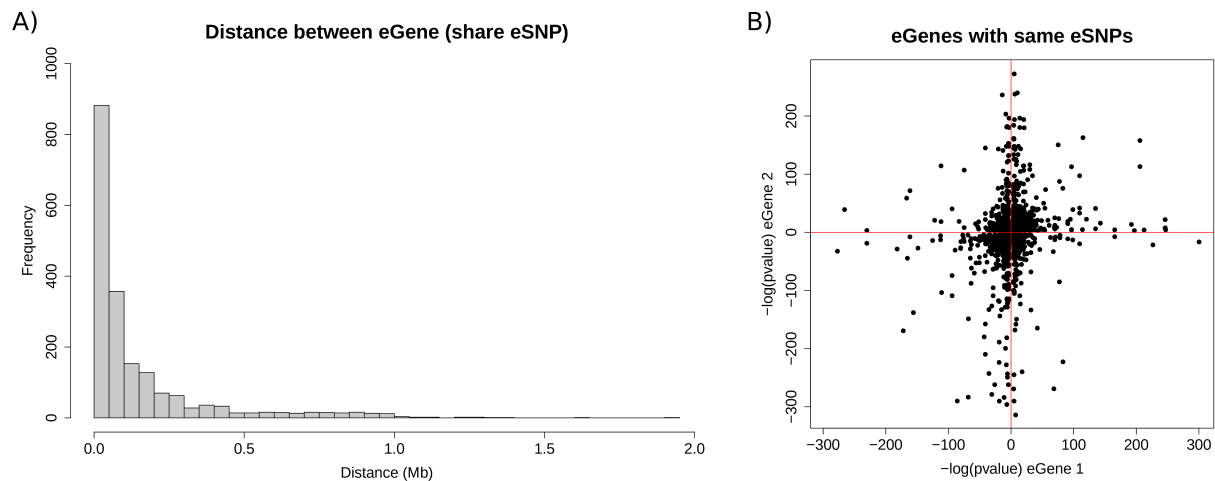 A)
Distance between eGene (share eSNP)
Frequency
0
200
400
600
800
1000
0.0 0.5 1.0 1.5 2.0
Distance (Mb)
B)
eGenes with same eSNPs
−log(pvalue) eGene 2
−300
−200
−100
0
100
200
−300 −200 −100 0 100 200 300
−log(pvalue) eGene 1